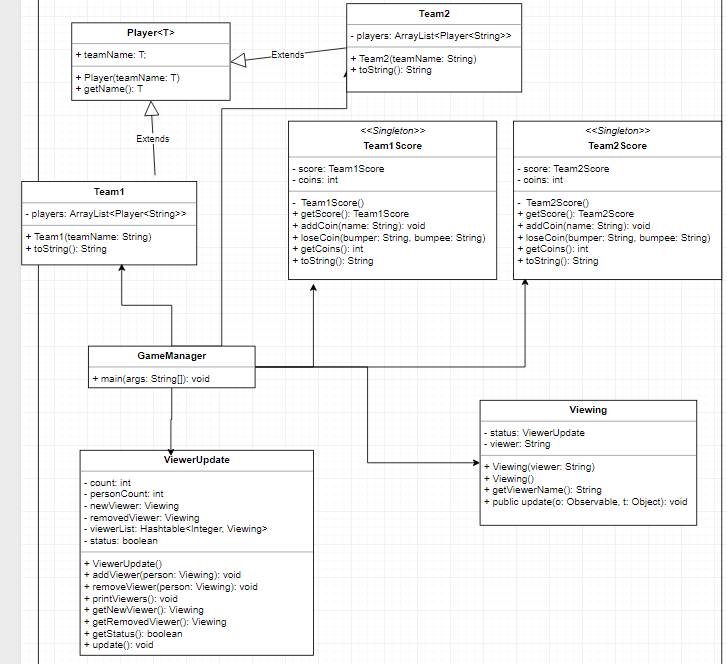 Player<T>
+ teamName: T;
+ Player(teamName: T)
+ getName(): T
Extends
Team2
- players: ArrayList<Player<String>>
+ Team2(teamName: String)
+ toString(): String
Extends
Team1
- players: ArrayList<Player<String>>
+ Team1(teamName: String)
+ toString(): String
<<Singleton>>
Team1Score
- score: Team1Score
- coins: int
- Team1Score()
+ getScore(): Team1Score
+ addCoin(name: String): void
+ loseCoin(bumper: String, bumpee: String)
+ getCoins(): int
+ toString(): String
<<Singleton>>
Team2Score
- score: Team2Score
- coins: int
- Team2Score()
+ getScore(): Team2Score
+ addCoin(name: String): void
+ loseCoin(bumper: String, bumpee: String)
+ getCoins(): int
+ toString(): String
GameManager
+ main(args: String[]): void
Viewing
- status: ViewerUpdate
- viewer: String
+ Viewing(viewer: String)
+ Viewing()
+ getViewerName(): String
+ public update(o: Observable, t: Object): void
ViewerUpdate
- count: int
- personCount: int
- newViewer: Viewing
- removedViewer: Viewing
- viewerList: Hashtable<Integer, Viewing>
- status: boolean
+ ViewerUpdate()
+ addViewer(person: Viewing): void
+ removeViewer(person: Viewing): void
+ printViewers(): void
+ getNewViewer(): Viewing
+ getRemovedViewer(): Viewing
+ getStatus(): boolean
+ update(): void